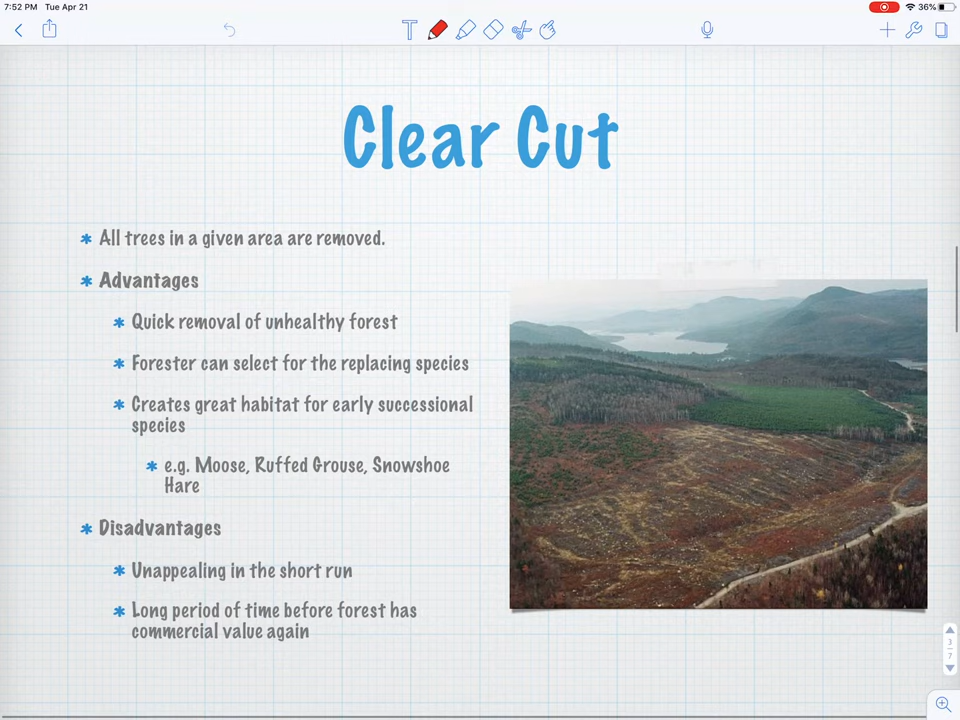 7:52 PM Tue Apr 21
36%
T
Clear Cut
* All trees in a given area are removed.
* Advantages
* Quick removal of unhealthy forest
* Forester can select for the replacing species
* Creates great habitat for early successional
species
* e.g. Moose, Ruffed Grouse, Snowshoe
Hare
* Disadvantages
* Unappealing in the short run
* Long period of time before forest has
commercial value again
3
7